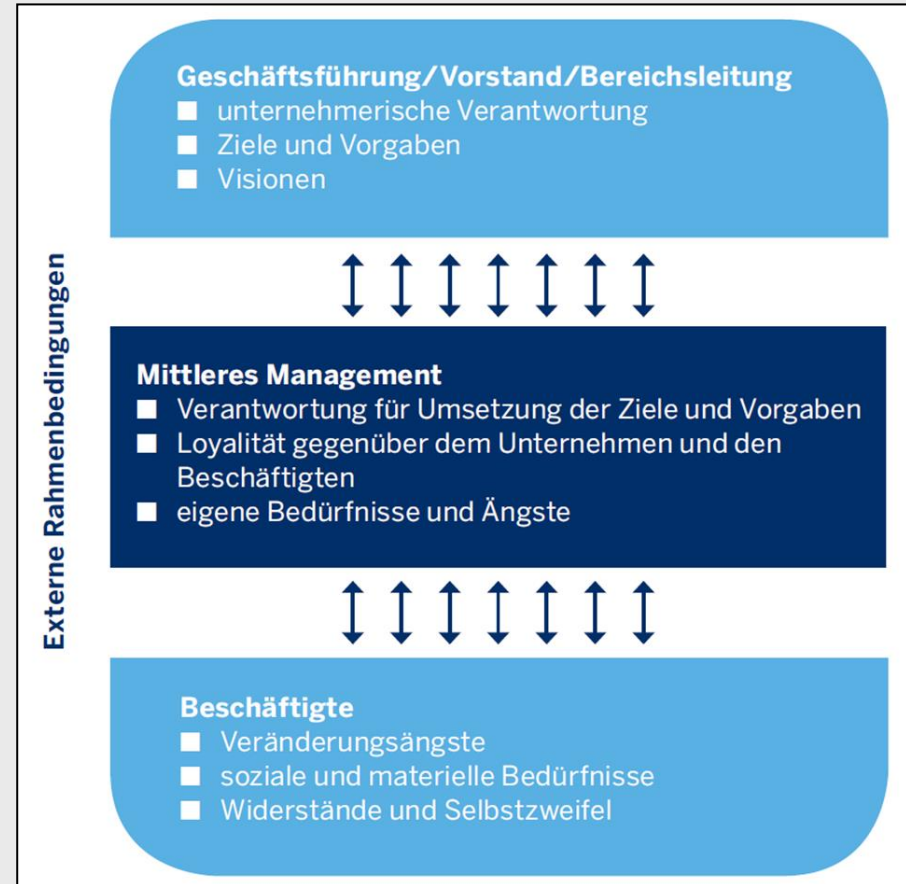 Externe Rahmenbedingungen
Geschäftsführung/Vorstand/Bereichsleitung
■ unternehmerische Verantwortung
■ Ziele und Vorgaben
■ Visionen
Mittleres Management
■ Verantwortung für Umsetzung der Ziele und Vorgaben
■ Loyalität gegenüber dem Unternehmen und den
Beschäftigten
■ eigene Bedürfnisse und Ängste
Beschäftigte
■ Veränderungsängste
■ soziale und materielle Bedürfnisse
■ Widerstände und Selbstzweifel